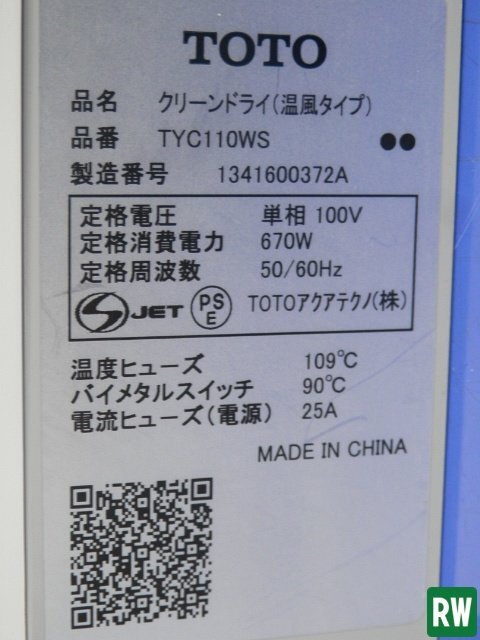 TOTO
品名 クリーンドライ(温風タイプ)
品番 TYC110WS ●●
製造番号 1341600372A
定格電圧 単相 100V
定格消費電力 670W
定格周波数 50/60Hz
S JET PSE TOTOアクアテクノ(株)
温度ヒューズ 109℃
バイメタルスイッチ 90℃
電流ヒューズ(電源) 25A
MADE IN CHINA
RW